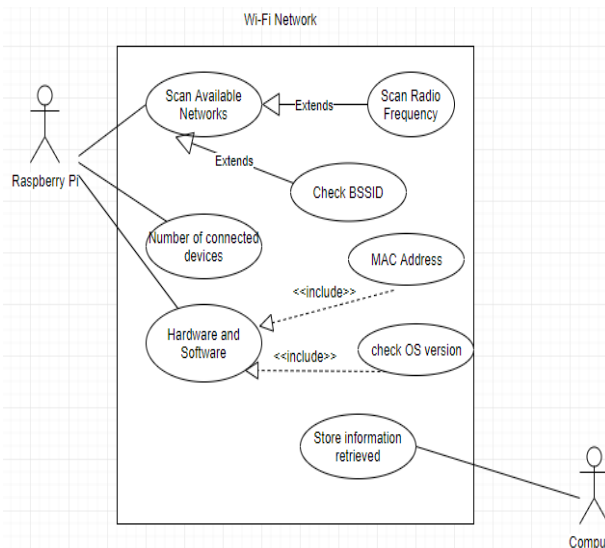 Wi-Fi Network
Scan Available
Networks
Extends
Scan Radio
Frequency
Raspberry Pi
Extends
Check BSSID
Number of connected
devices
MAC Address
<<include>>
Hardware and
Software
<<include>>
check OS version
Store information
retrieved
Compu